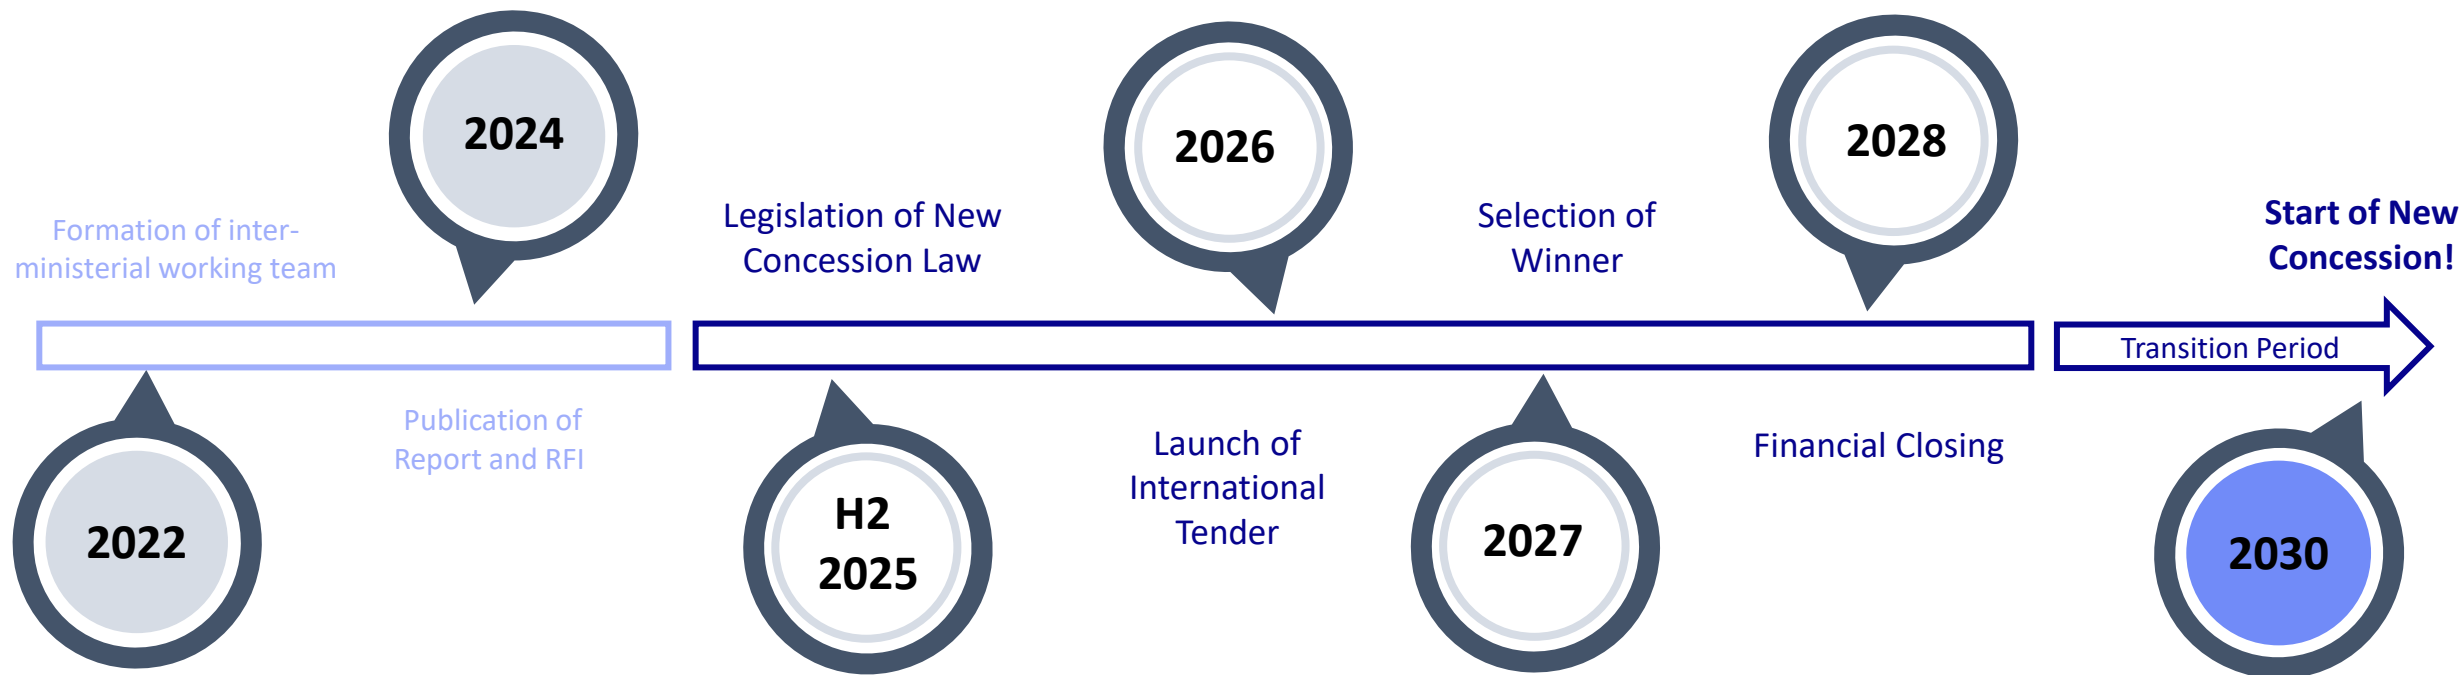 2022
Formation of inter-
ministerial working team
2024
Publication of
Report and RFI
Legislation of New
Concession Law
H2
2025
2026
Launch of
International
Tender
Selection of
Winner
2027
2028
Financial Closing
Transition Period
Start of New
Concession!
2030